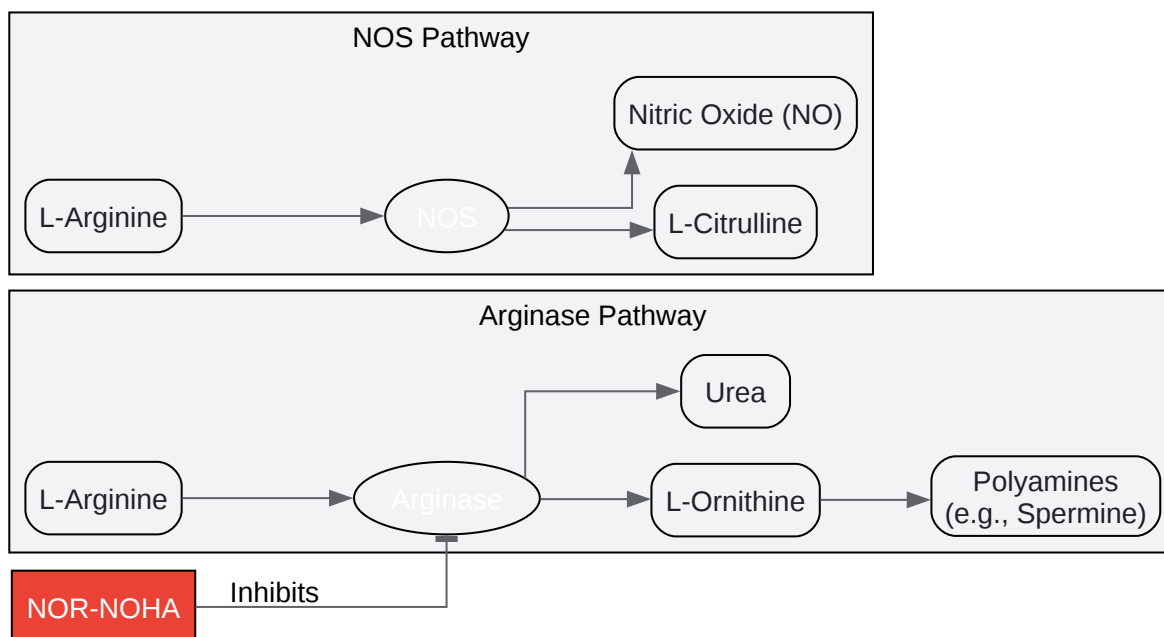 NOS Pathway
Nitric Oxide (NO)
L-Arginine
NOS
L-Citrulline
Arginase Pathway
Urea
L-Arginine
Arginase
L-Ornithine
Polyamines
(e.g., Spermine)
NOR-NOHA
Inhibits